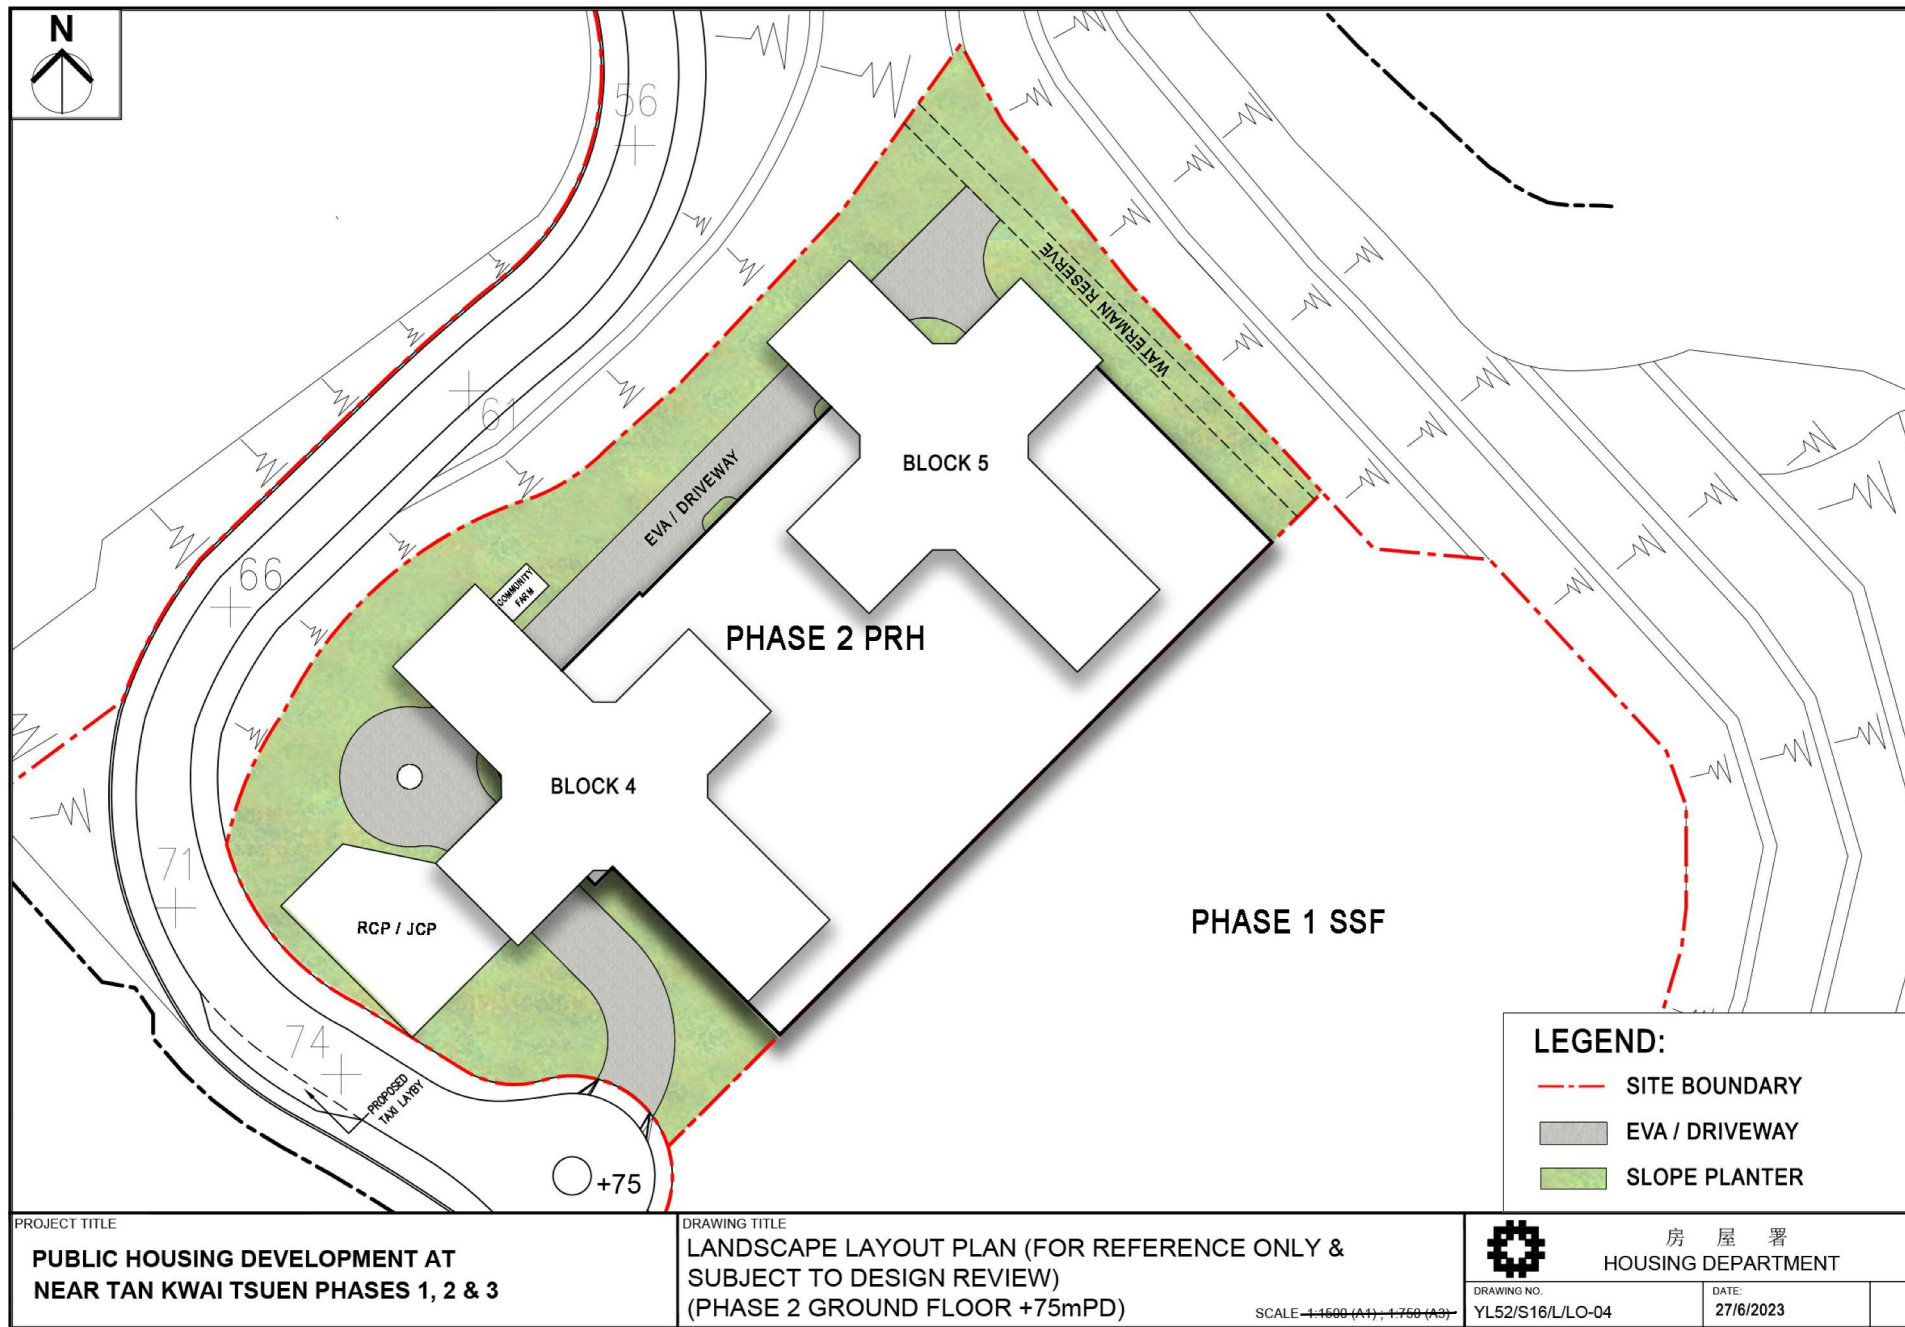 N
56
61
66
71
74
WATERMAIN RESERVE
BLOCK 5
EVA / DRIVEWAY
COMMUNITY
FARM
PHASE 2 PRH
BLOCK 4
RCP / JCP
PHASE 1 SSF
PROPOSED
TAXI LAYBY
+75
LEGEND:
SITE BOUNDARY
EVA / DRIVEWAY
SLOPE PLANTER
PROJECT TITLE
PUBLIC HOUSING DEVELOPMENT AT
NEAR TAN KWAI TSUEN PHASES 1, 2 & 3
DRAWING TITLE
LANDSCAPE LAYOUT PLAN (FOR REFERENCE ONLY &
SUBJECT TO DESIGN REVIEW)
(PHASE 2 GROUND FLOOR +75mPD)
SCALE 1:1500 (A1) ; 1:750 (A3)
房 屋 署
HOUSING DEPARTMENT
DRAWING NO.
YL52/S16/L/LO-04
DATE:
27/6/2023